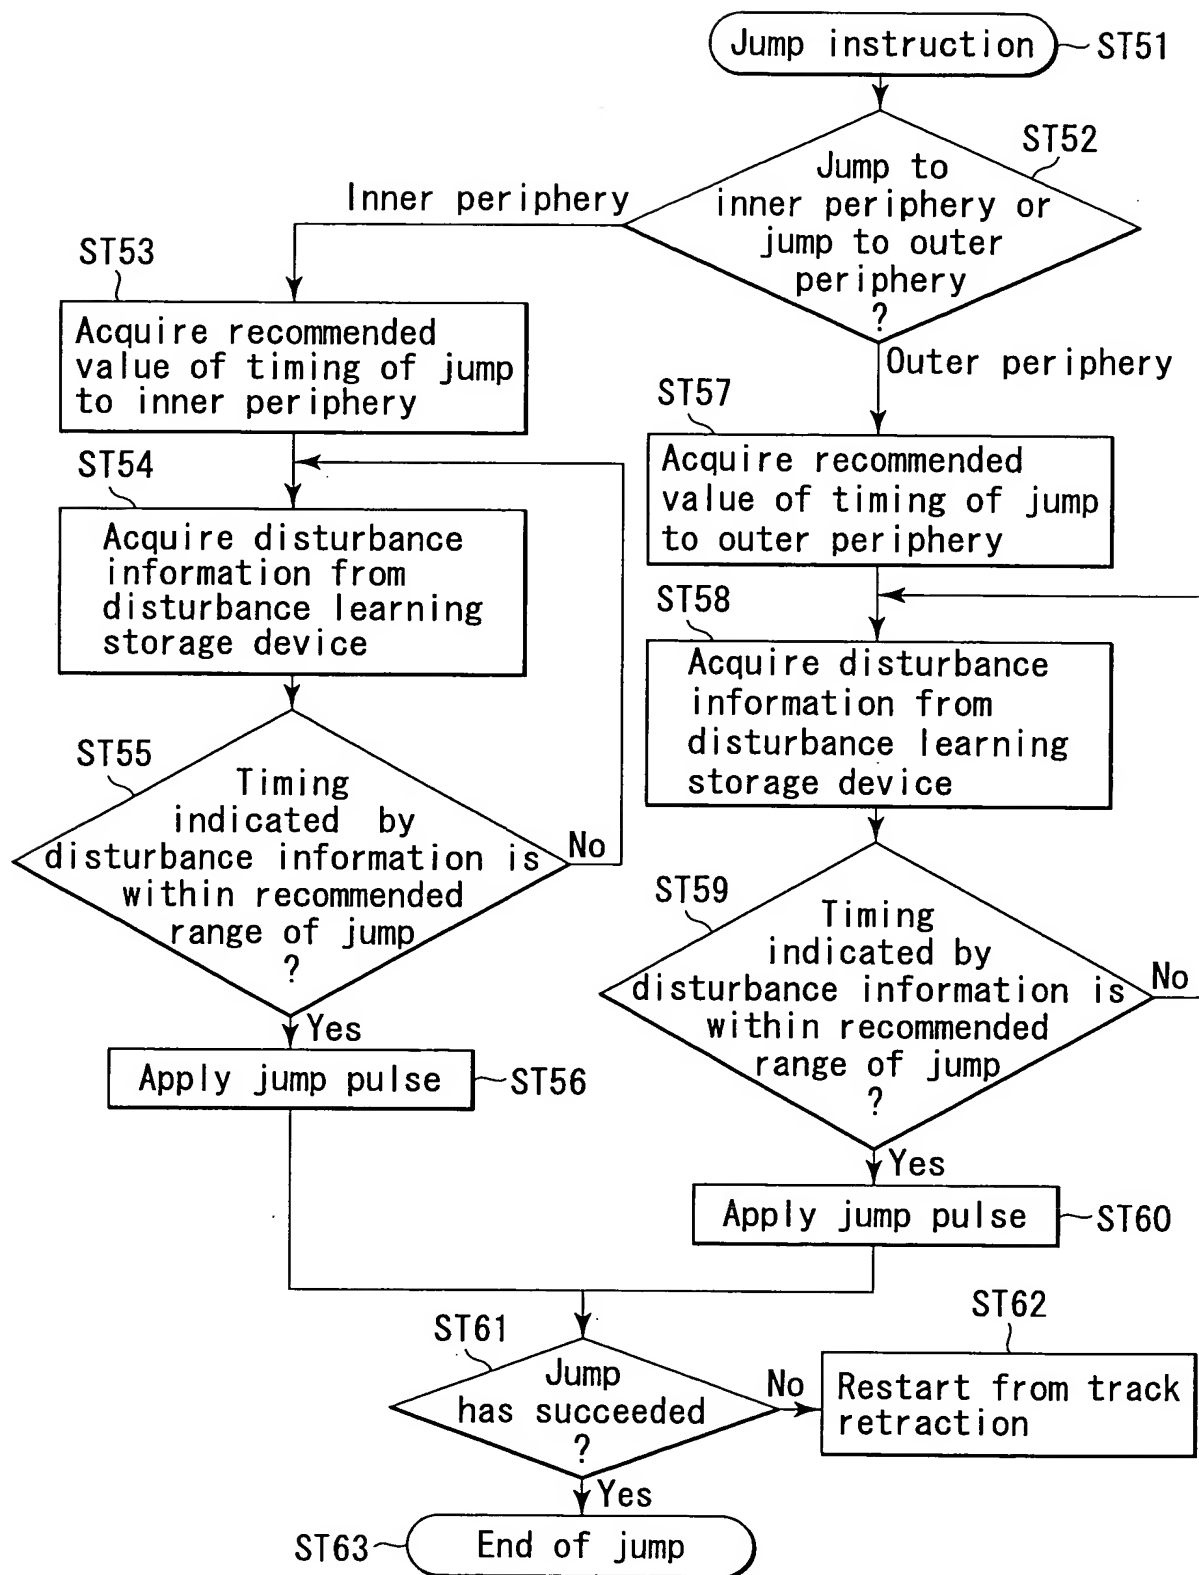 Jump instruction
ST51
ST52
Jump to
inner periphery or
jump to outer
periphery
?
Inner periphery
Outer periphery
ST53
Acquire recommended
value of timing of jump
to inner periphery
ST54
Acquire disturbance
information from
disturbance learning
storage device
ST55
Timing
indicated by
disturbance information is
within recommended
range of jump
?
No
Yes
Apply jump pulse
ST56
ST57
Acquire recommended
value of timing of jump
to outer periphery
ST58
Acquire disturbance
information from
disturbance learning
storage device
ST59
Timing
indicated by
disturbance information is
within recommended
range of jump
?
No
Yes
Apply jump pulse
ST60
ST61
Jump
has succeeded
?
No
ST62
Restart from track
retraction
Yes
ST63
End of jump